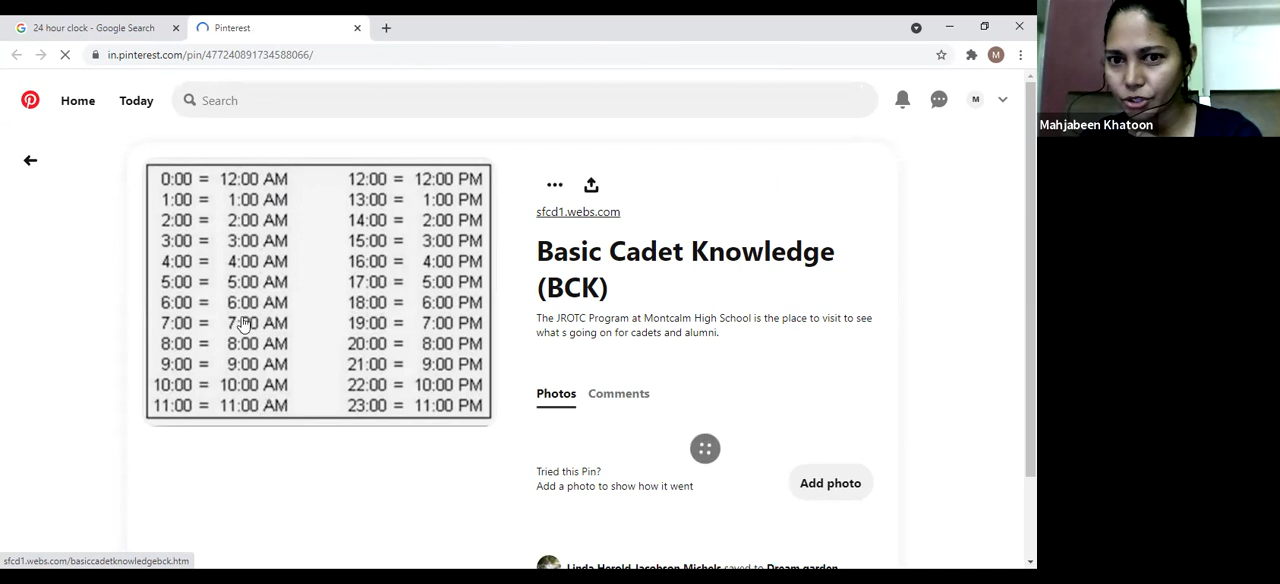 24 hour clock - Google Search
Pinterest
in.pinterest.com/pin/477240891734588066/
M
Home
Today
Search
M
0:00 = 12:00 AM 12:00 = 12:00 PM
1:00 = 1:00 AM 13:00 = 1:00 PM
2:00 = 2:00 AM 14:00 = 2:00 PM
3:00 = 3:00 AM 15:00 = 3:00 PM
4:00 = 4:00 AM 16:00 = 4:00 PM
5:00 = 5:00 AM 17:00 = 5:00 PM
6:00 = 6:00 AM 18:00 = 6:00 PM
7:00 = 7:00 AM 19:00 = 7:00 PM
8:00 = 8:00 AM 20:00 = 8:00 PM
9:00 = 9:00 AM 21:00 = 9:00 PM
10:00 = 10:00 AM 22:00 = 10:00 PM
11:00 = 11:00 AM 23:00 = 11:00 PM
sfcd1.webs.com
Basic Cadet Knowledge
(BCK)
The JROTC Program at Montcalm High School is the place to visit to see
what s going on for cadets and alumni.
Photos Comments
Tried this Pin?
Add a photo to show how it went
Add photo
Linda Herold Jacobson Michels saved to Dream garden
sfcd1.webs.com/basiccadetknowledgebck.htm
Mahjabeen Khatoon